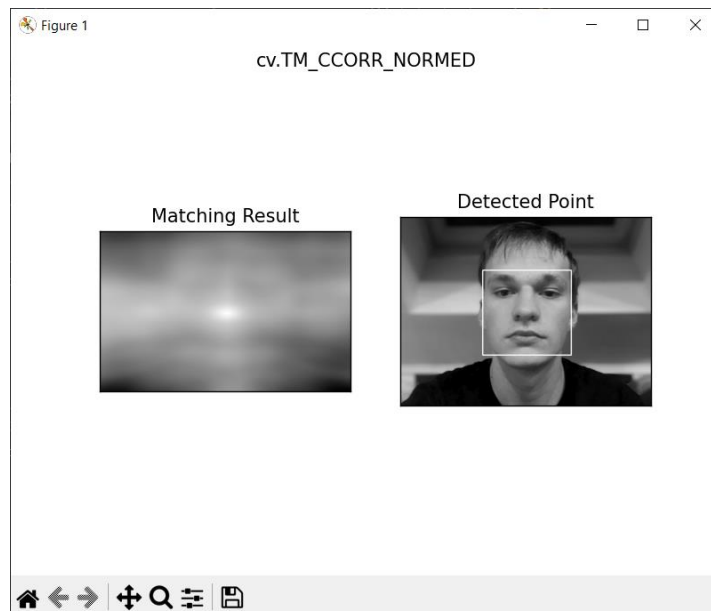 Figure 1
cv.TM_CCORR_NORMED
Matching Result
Detected Point